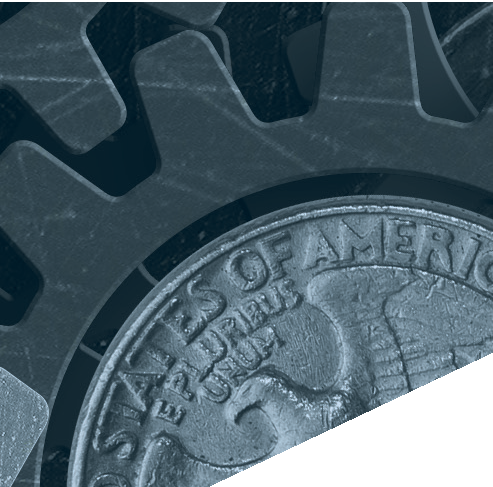 D STATES OF AMERIC
E PLURIBUS
UNUM